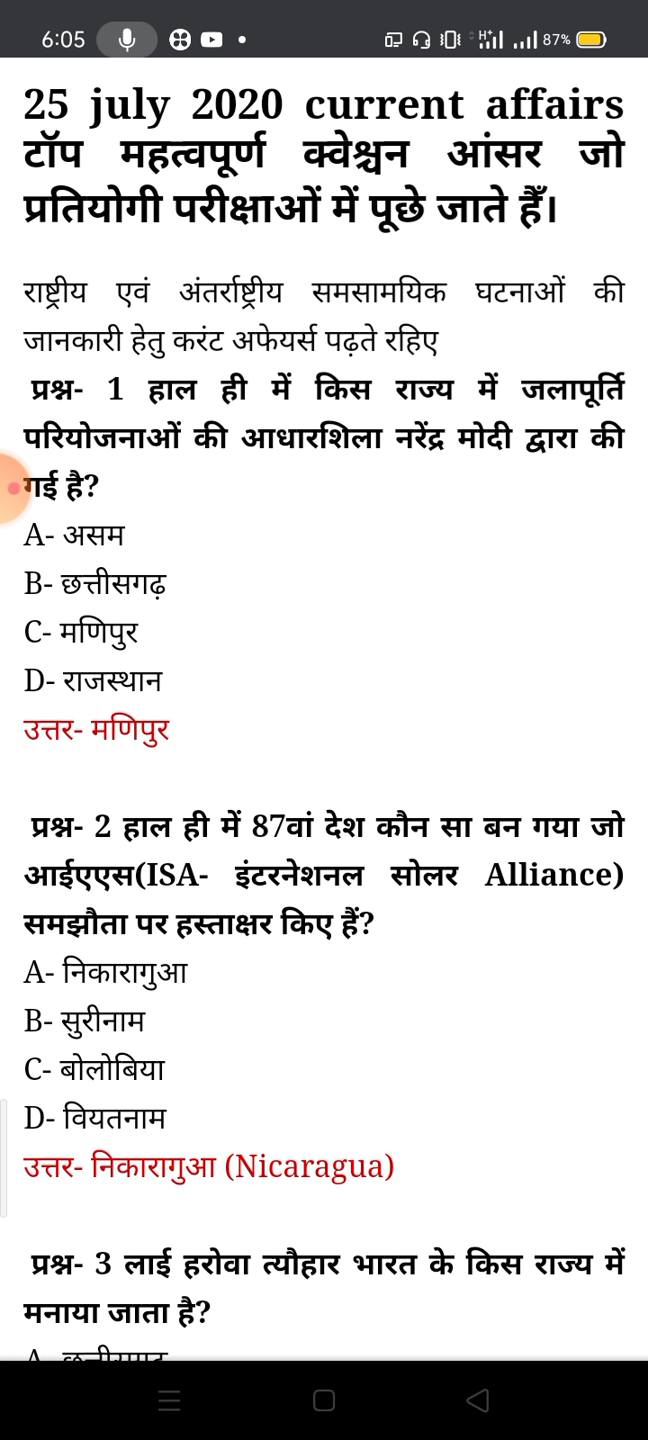 6:05
H+
87%
25 july 2020 current affairs
टॉप महत्वपूर्ण क्वेश्चन आंसर जो
प्रतियोगी परीक्षाओं में पूछे जाते हैँ।
राष्ट्रीय एवं अंतर्राष्ट्रीय समसामयिक घटनाओं की
जानकारी हेतु करंट अफेयर्स पढ़ते रहिए
प्रश्न- 1 हाल ही में किस राज्य में जलापूर्ति
परियोजनाओं की आधारशिला नरेंद्र मोदी द्वारा की
गई है?
A- असम
B- छत्तीसगढ़
C- मणिपुर
D- राजस्थान
उत्तर- मणिपुर
प्रश्न- 2 हाल ही में 87वां देश कौन सा बन गया जो
आईएएस(ISA- इंटरनेशनल सोलर Alliance)
समझौता पर हस्ताक्षर किए हैं?
A- निकारागुआ
B- सुरीनाम
C- बोलोबिया
D- वियतनाम
उत्तर- निकारागुआ (Nicaragua)
प्रश्न- 3 लाई हरोवा त्यौहार भारत के किस राज्य में
मनाया जाता है?